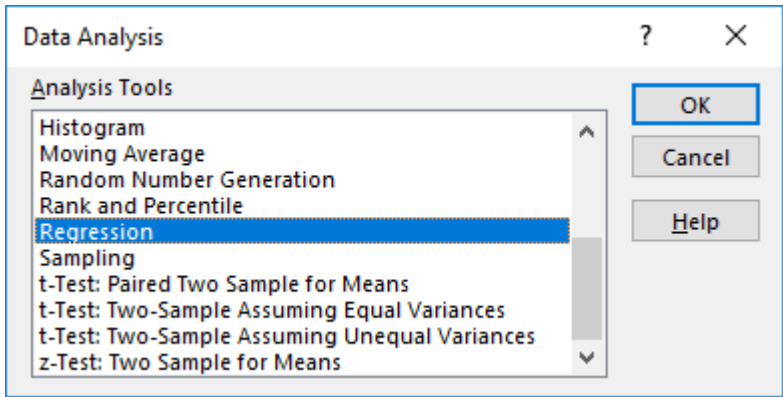 Data Analysis
?
Analysis Tools
Histogram
Moving Average
Random Number Generation
Rank and Percentile
Regression
Sampling
t-Test: Paired Two Sample for Means
t-Test: Two-Sample Assuming Equal Variances
t-Test: Two-Sample Assuming Unequal Variances
z-Test: Two Sample for Means
OK
Cancel
Help